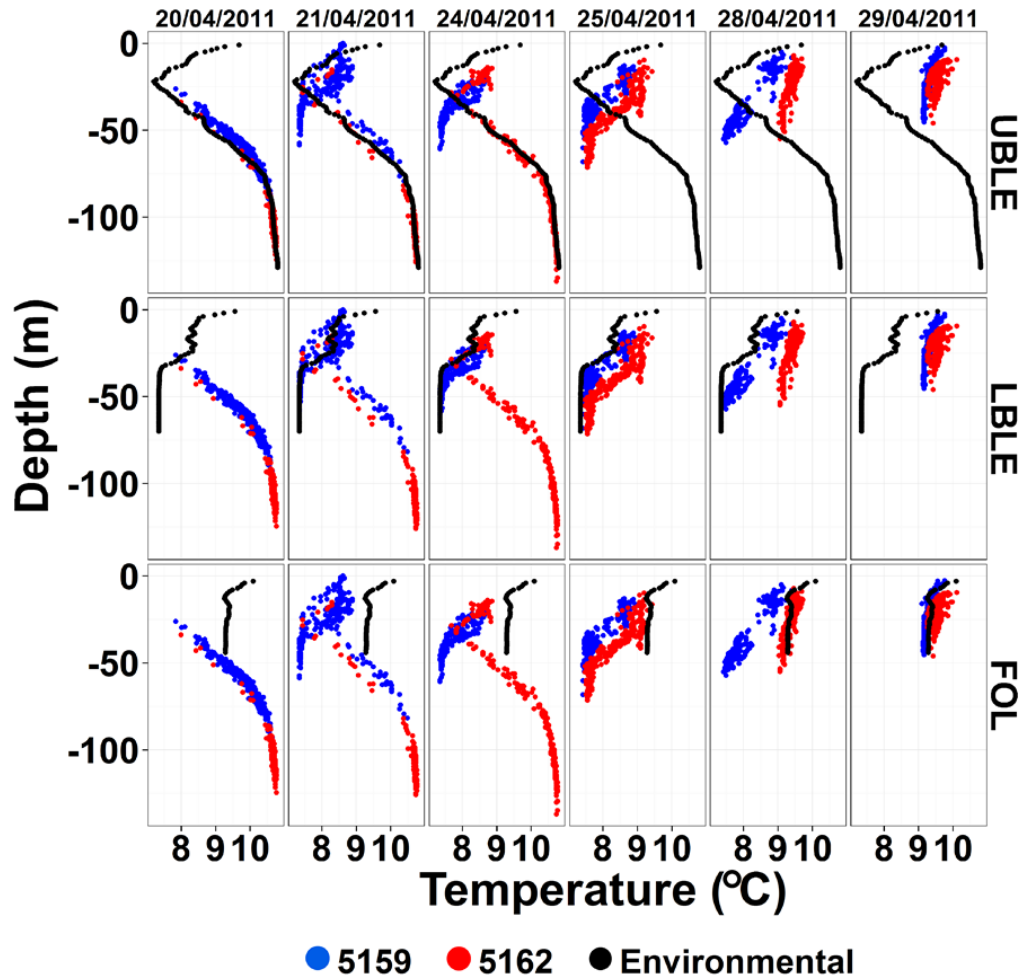 20/04/2011 21/04/2011 24/04/2011 25/04/2011 28/04/2011 29/04/2011
0
-50
-100
UBLE
0
-50
-100
LBLE
0
-50
-100
FOL
Depth (m)
8 9 10 8 9 10 8 9 10 8 9 10 8 9 10 8 9 10
Temperature (°C)
5159 5162 Environmental